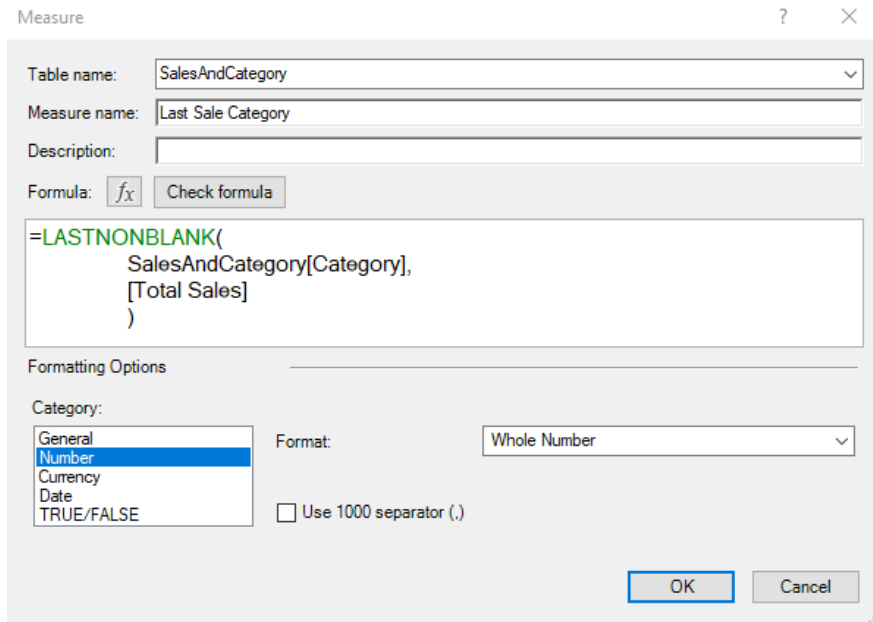 Measure ? ×
Table name: SalesAndCategory
Measure name: Last Sale Category
Description:
Formula: fx Check formula
=LASTNONBLANK(
SalesAndCategory[Category],
[Total Sales]
)
Formatting Options
Category:
General
Number
Currency
Date
TRUE/FALSE
Format: Whole Number
Use 1000 separator (.)
OK Cancel